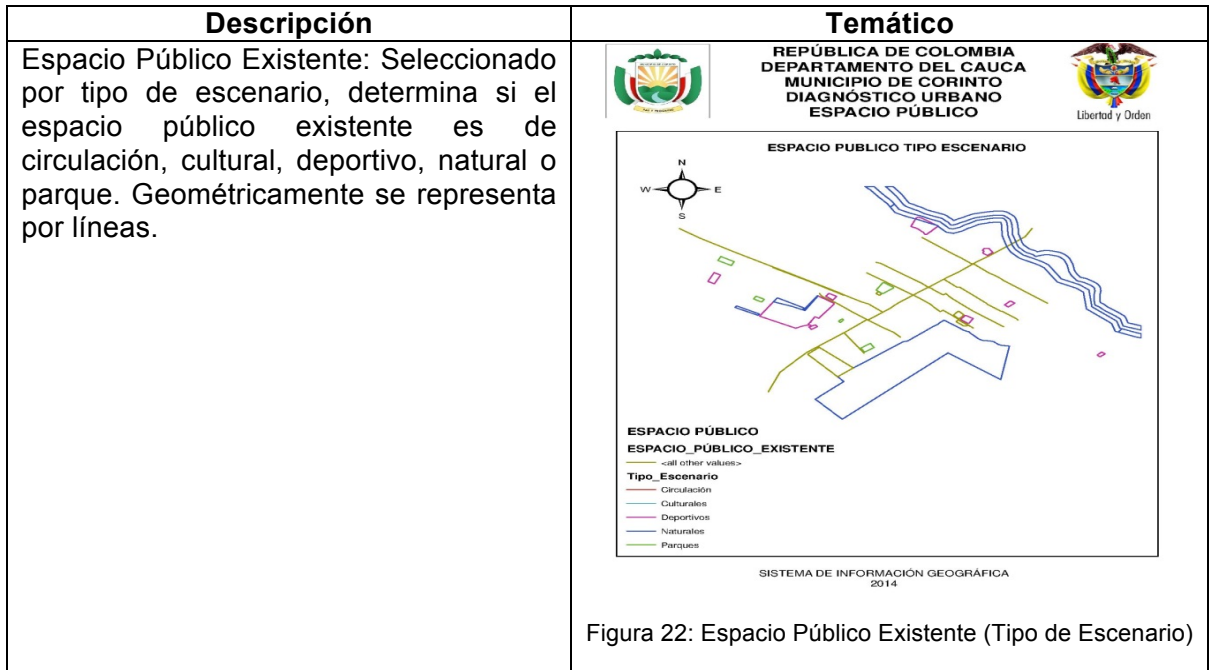 Descripción
Temático
Espacio Público Existente: Seleccionado
por tipo de escenario, determina si el
espacio público existente es de
circulación, cultural, deportivo, natural o
parque. Geométricamente se representa
por líneas.
REPÚBLICA DE COLOMBIA
DEPARTAMENTO DEL CAUCA
MUNICIPIO DE CORINTO
DIAGNÓSTICO URBANO
ESPACIO PÚBLICO
Libertad y Orden
ESPACIO PUBLICO TIPO ESCENARIO
N
W
E
S
ESPACIO PÚBLICO
ESPACIO_PÚBLICO_EXISTENTE
<all other values>
Tipo_Escenario
Circulación
Culturales
Deportivos
Naturales
Parques
SISTEMA DE INFORMACIÓN GEOGRÁFICA
2014
Figura 22: Espacio Público Existente (Tipo de Escenario)